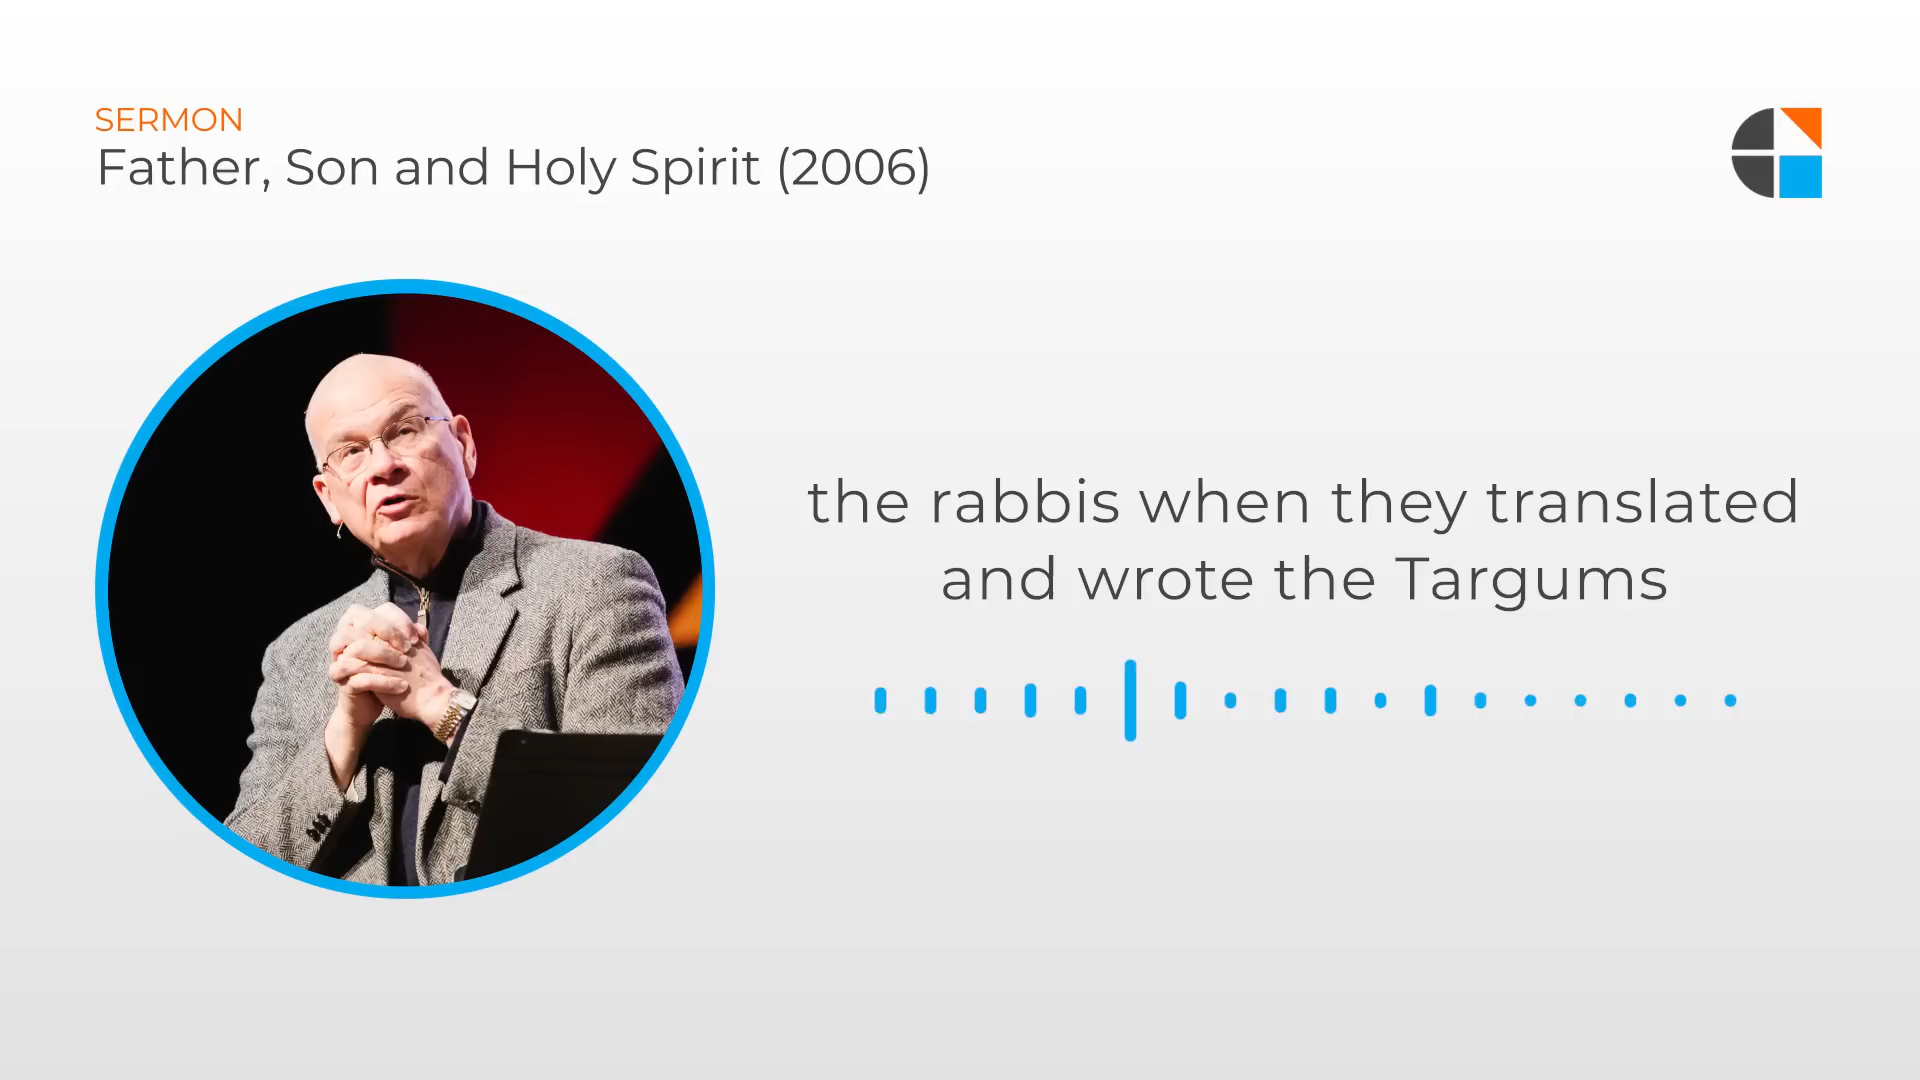 SERMON
Father, Son and Holy Spirit (2006)
the rabbis when they translated
and wrote the Targums